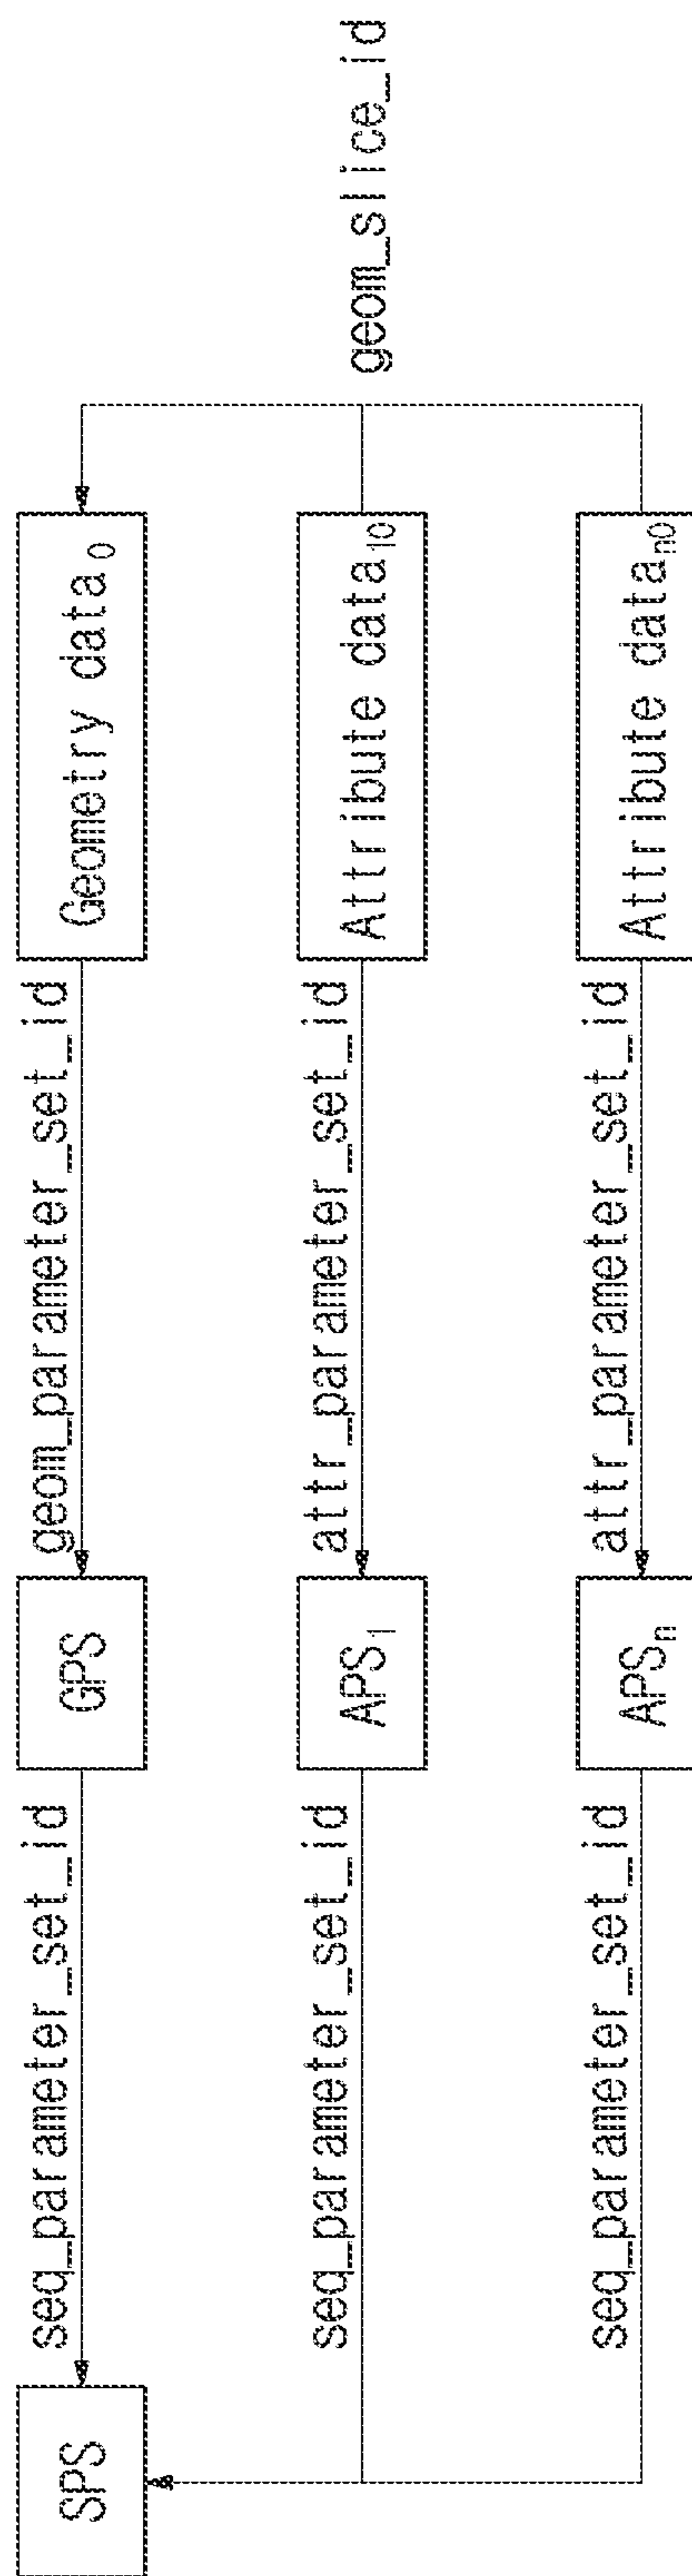 SPS
seq_parameter_set_id
GPS
geom_parameter_set_id
Geometry data0
seq_parameter_set_id
APS1
attr_parameter_set_id
Attribute data10
geom_slice_id
seq_parameter_set_id
APSn
attr_parameter_set_id
Attribute datan0